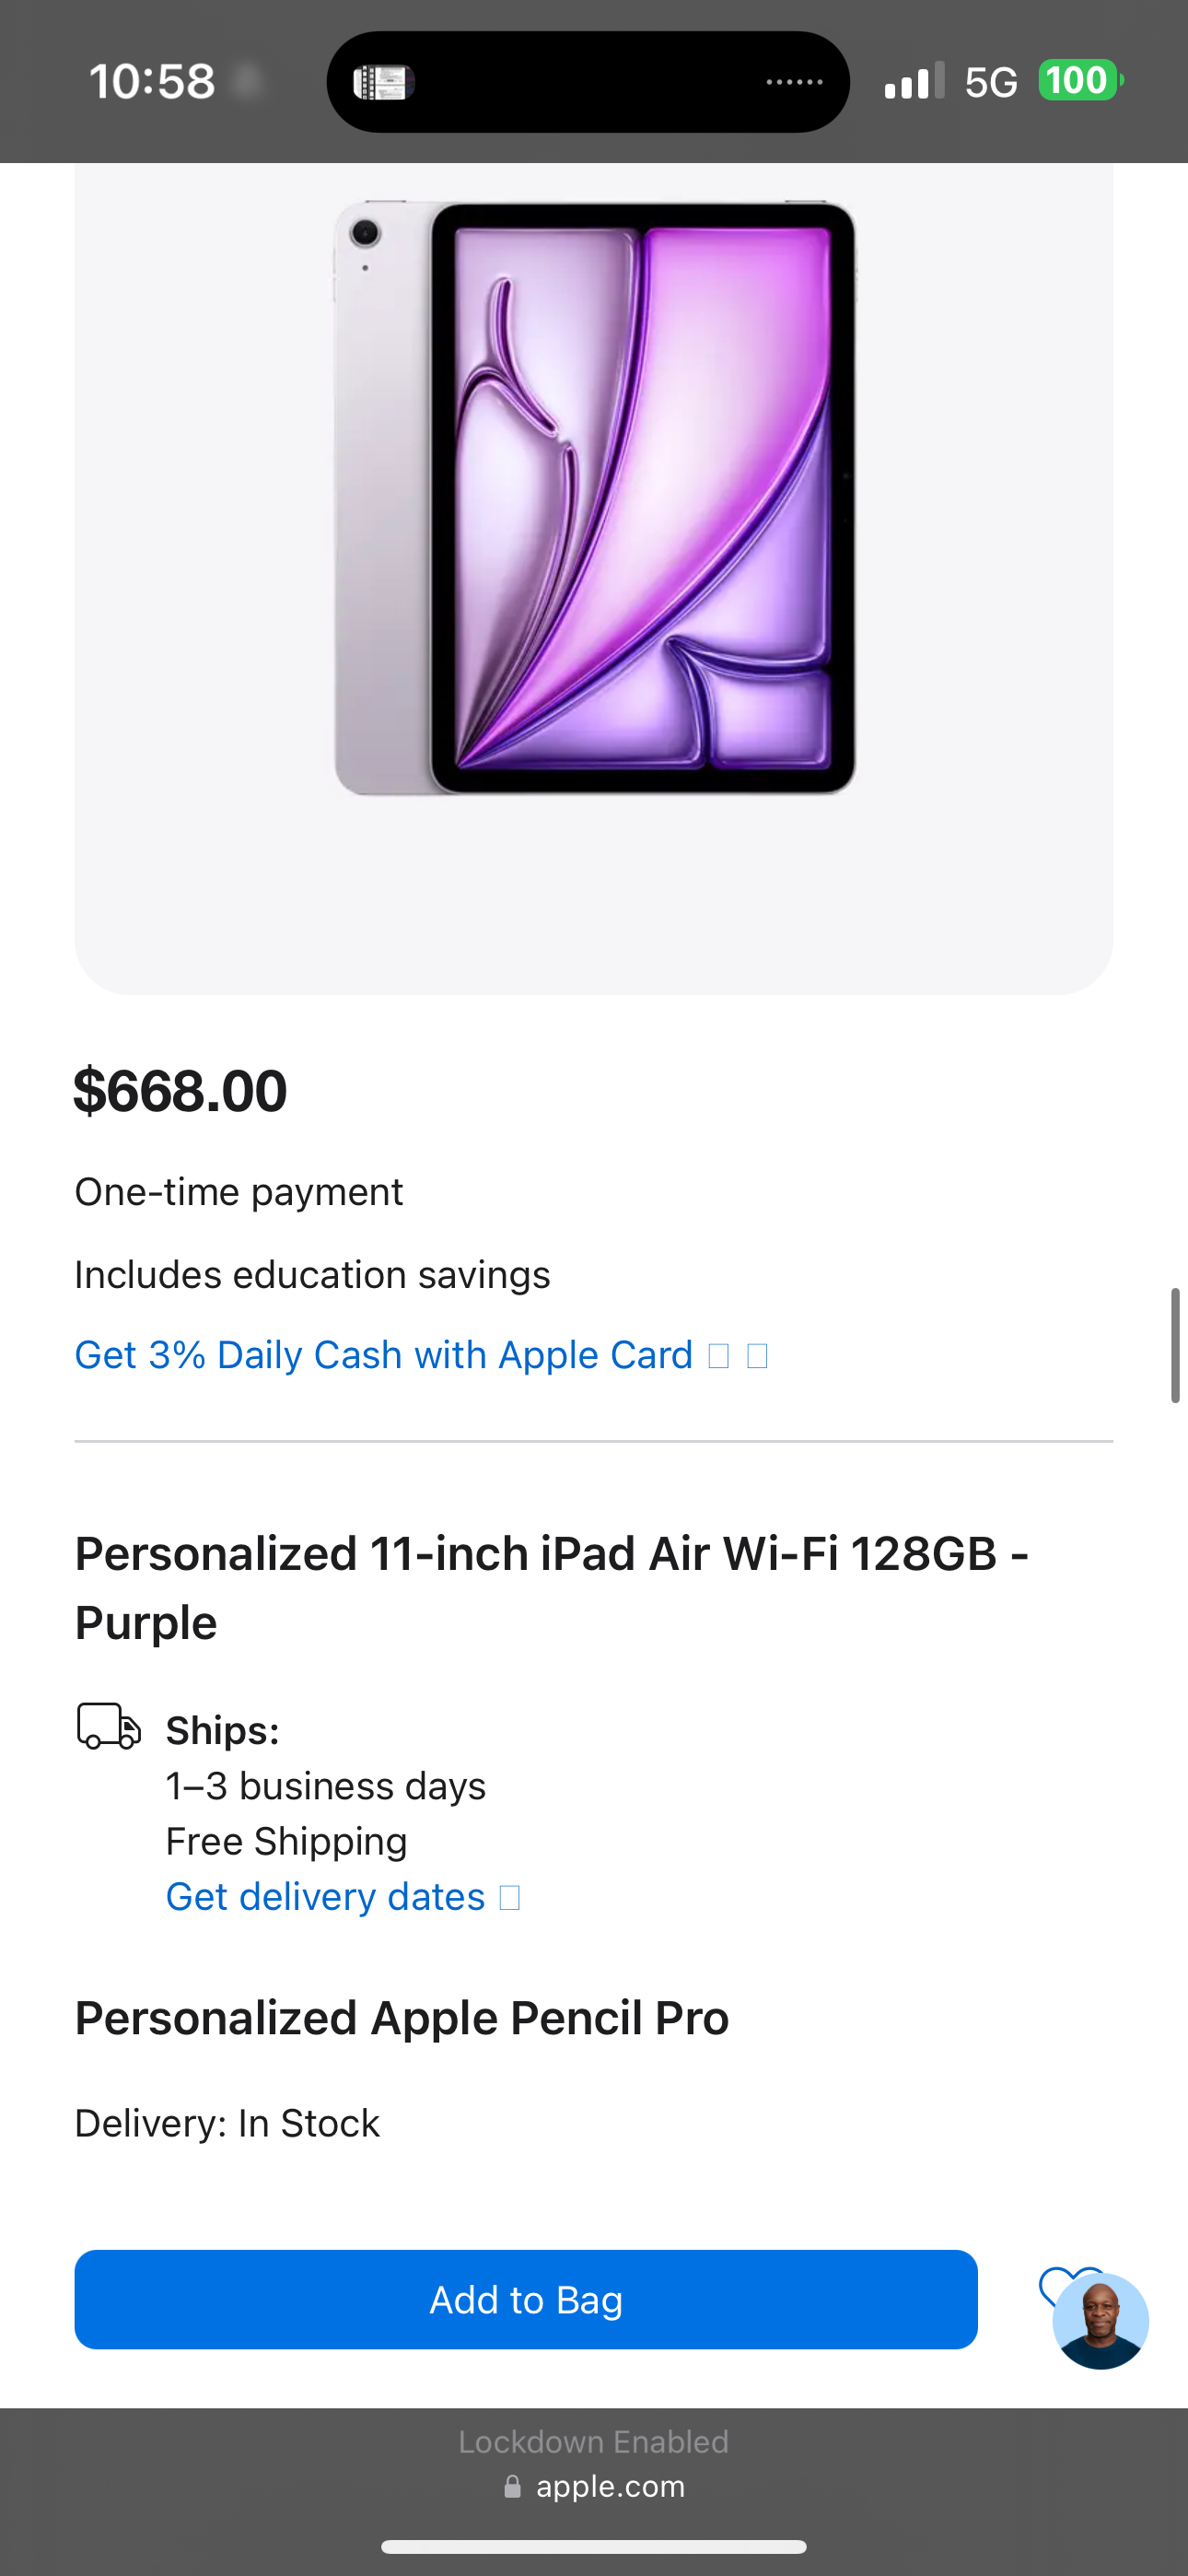 10:58
5G
100
$668.00
One-time payment
Includes education savings
Get 3% Daily Cash with Apple Card
Personalized 11-inch iPad Air Wi-Fi 128GB -
Purple
Ships:
1–3 business days
Free Shipping
Get delivery dates
Personalized Apple Pencil Pro
Delivery: In Stock
Add to Bag
Lockdown Enabled
apple.com